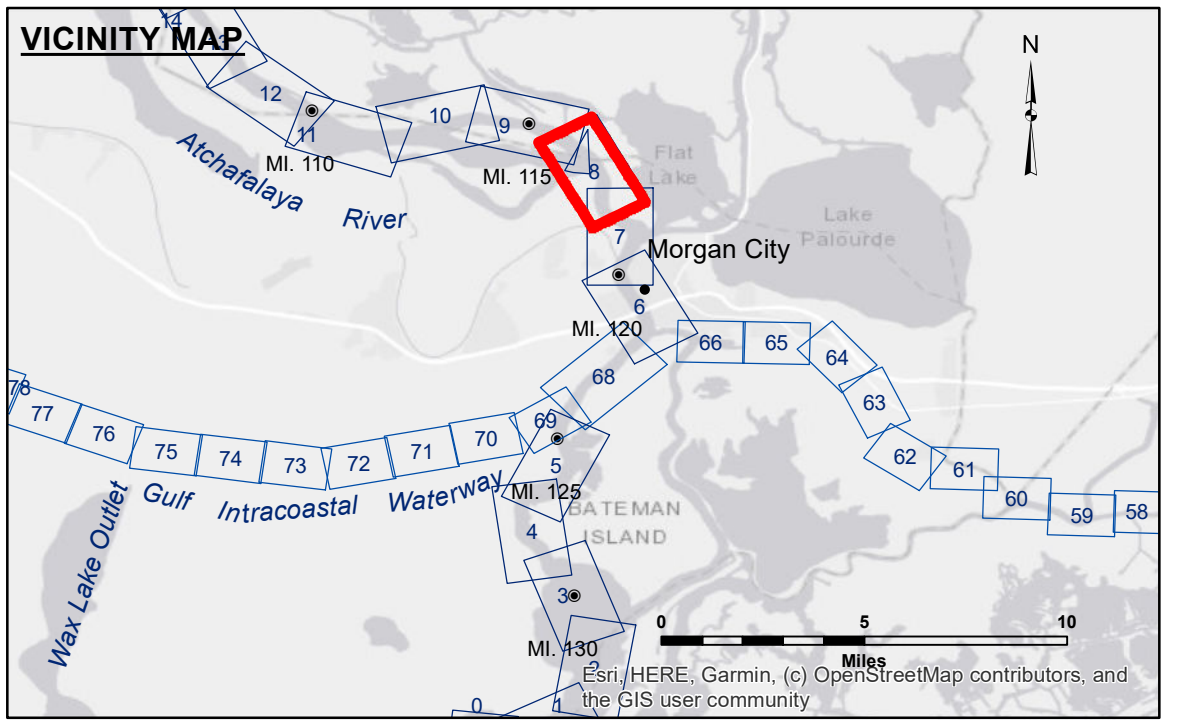 VICINITY MAP
N
14
13
12
11
MI. 110
10
9
MI. 115
8
Flat
Lake
Atchafalaya River
7
Lake
Palourde
Morgan City
6
MI. 120
66
65
64
63
62
61
60
59
58
68
69
70
71
72
73
74
75
76
77
78
5
MI. 125
Gulf Intracoastal Waterway
Wax Lake Outlet
BATEMAN
ISLAND
4
3
MI. 130
2
1
0
0 5 10
Miles
Esri, HERE, Garmin, (c) OpenStreetMap contributors, and
the GIS user community